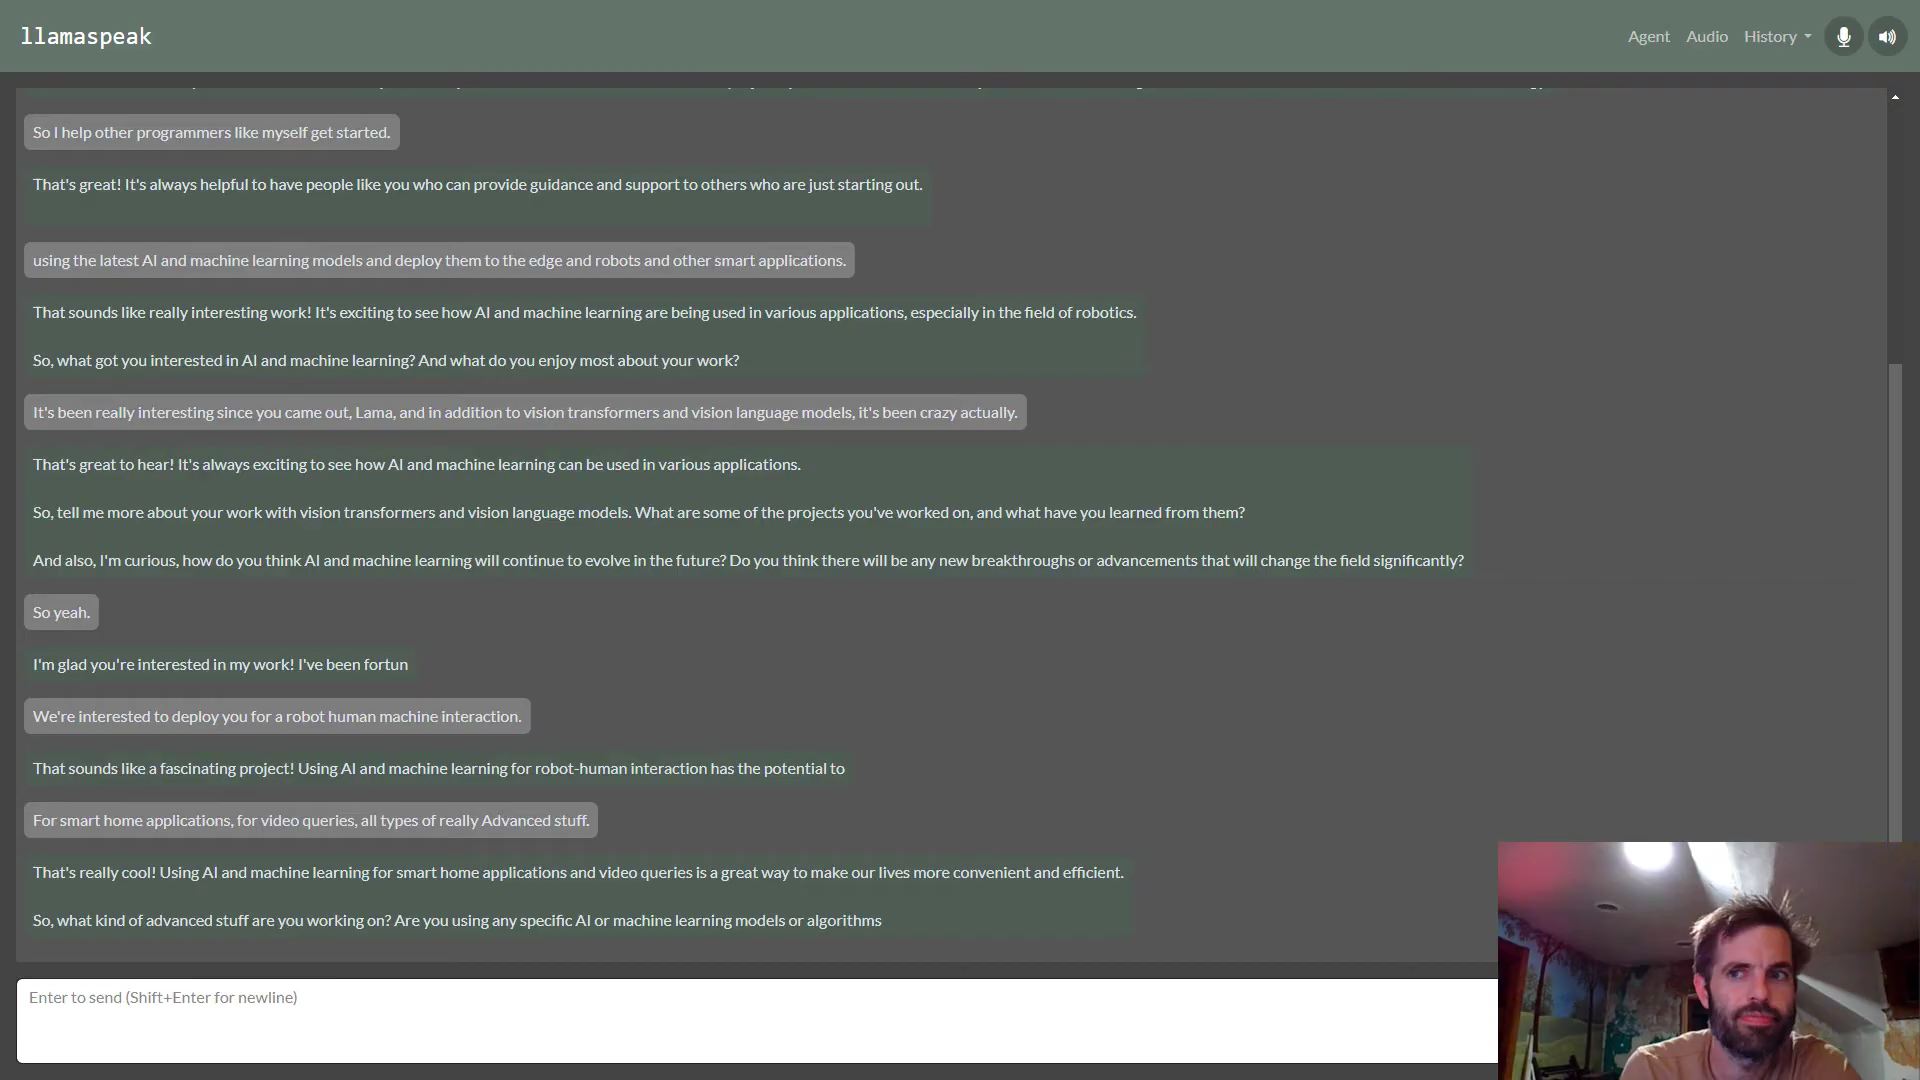 llamaspeak
Agent Audio History
So I help other programmers like myself get started.
That's great! It's always helpful to have people like you who can provide guidance and support to others who are just starting out.
using the latest AI and machine learning models and deploy them to the edge and robots and other smart applications.
That sounds like really interesting work! It's exciting to see how AI and machine learning are being used in various applications, especially in the field of robotics.
So, what got you interested in AI and machine learning? And what do you enjoy most about your work?
It's been really interesting since you came out, Lama, and in addition to vision transformers and vision language models, it's been crazy actually.
That's great to hear! It's always exciting to see how AI and machine learning can be used in various applications.
So, tell me more about your work with vision transformers and vision language models. What are some of the projects you've worked on, and what have you learned from them?
And also, I'm curious, how do you think AI and machine learning will continue to evolve in the future? Do you think there will be any new breakthroughs or advancements that will change the field significantly?
So yeah.
I'm glad you're interested in my work! I've been fortun
We're interested to deploy you for a robot human machine interaction.
That sounds like a fascinating project! Using AI and machine learning for robot-human interaction has the potential to
For smart home applications, for video queries, all types of really Advanced stuff.
That's really cool! Using AI and machine learning for smart home applications and video queries is a great way to make our lives more convenient and efficient.
So, what kind of advanced stuff are you working on? Are you using any specific AI or machine learning models or algorithms
Enter to send (Shift+Enter for newline)